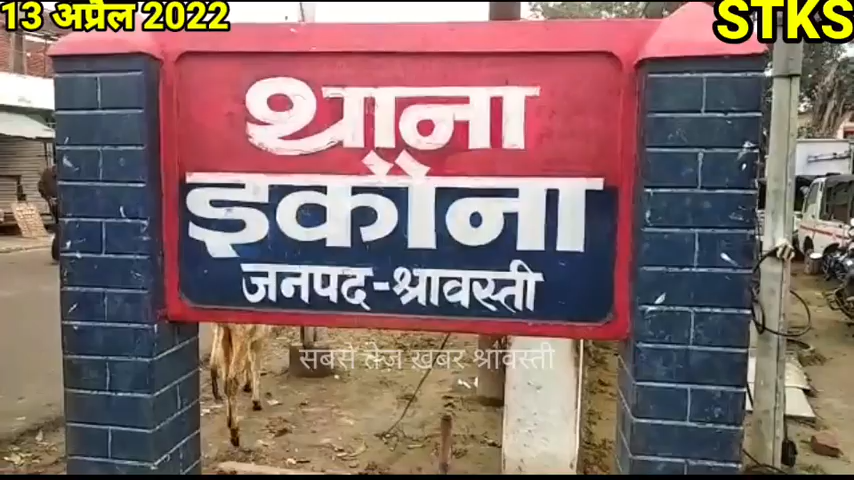 13 अप्रैल 2022
STKS
थाना
इकौना
जनपद-श्रावस्ती
सबसे तेज़ ख़बर श्रावस्ती